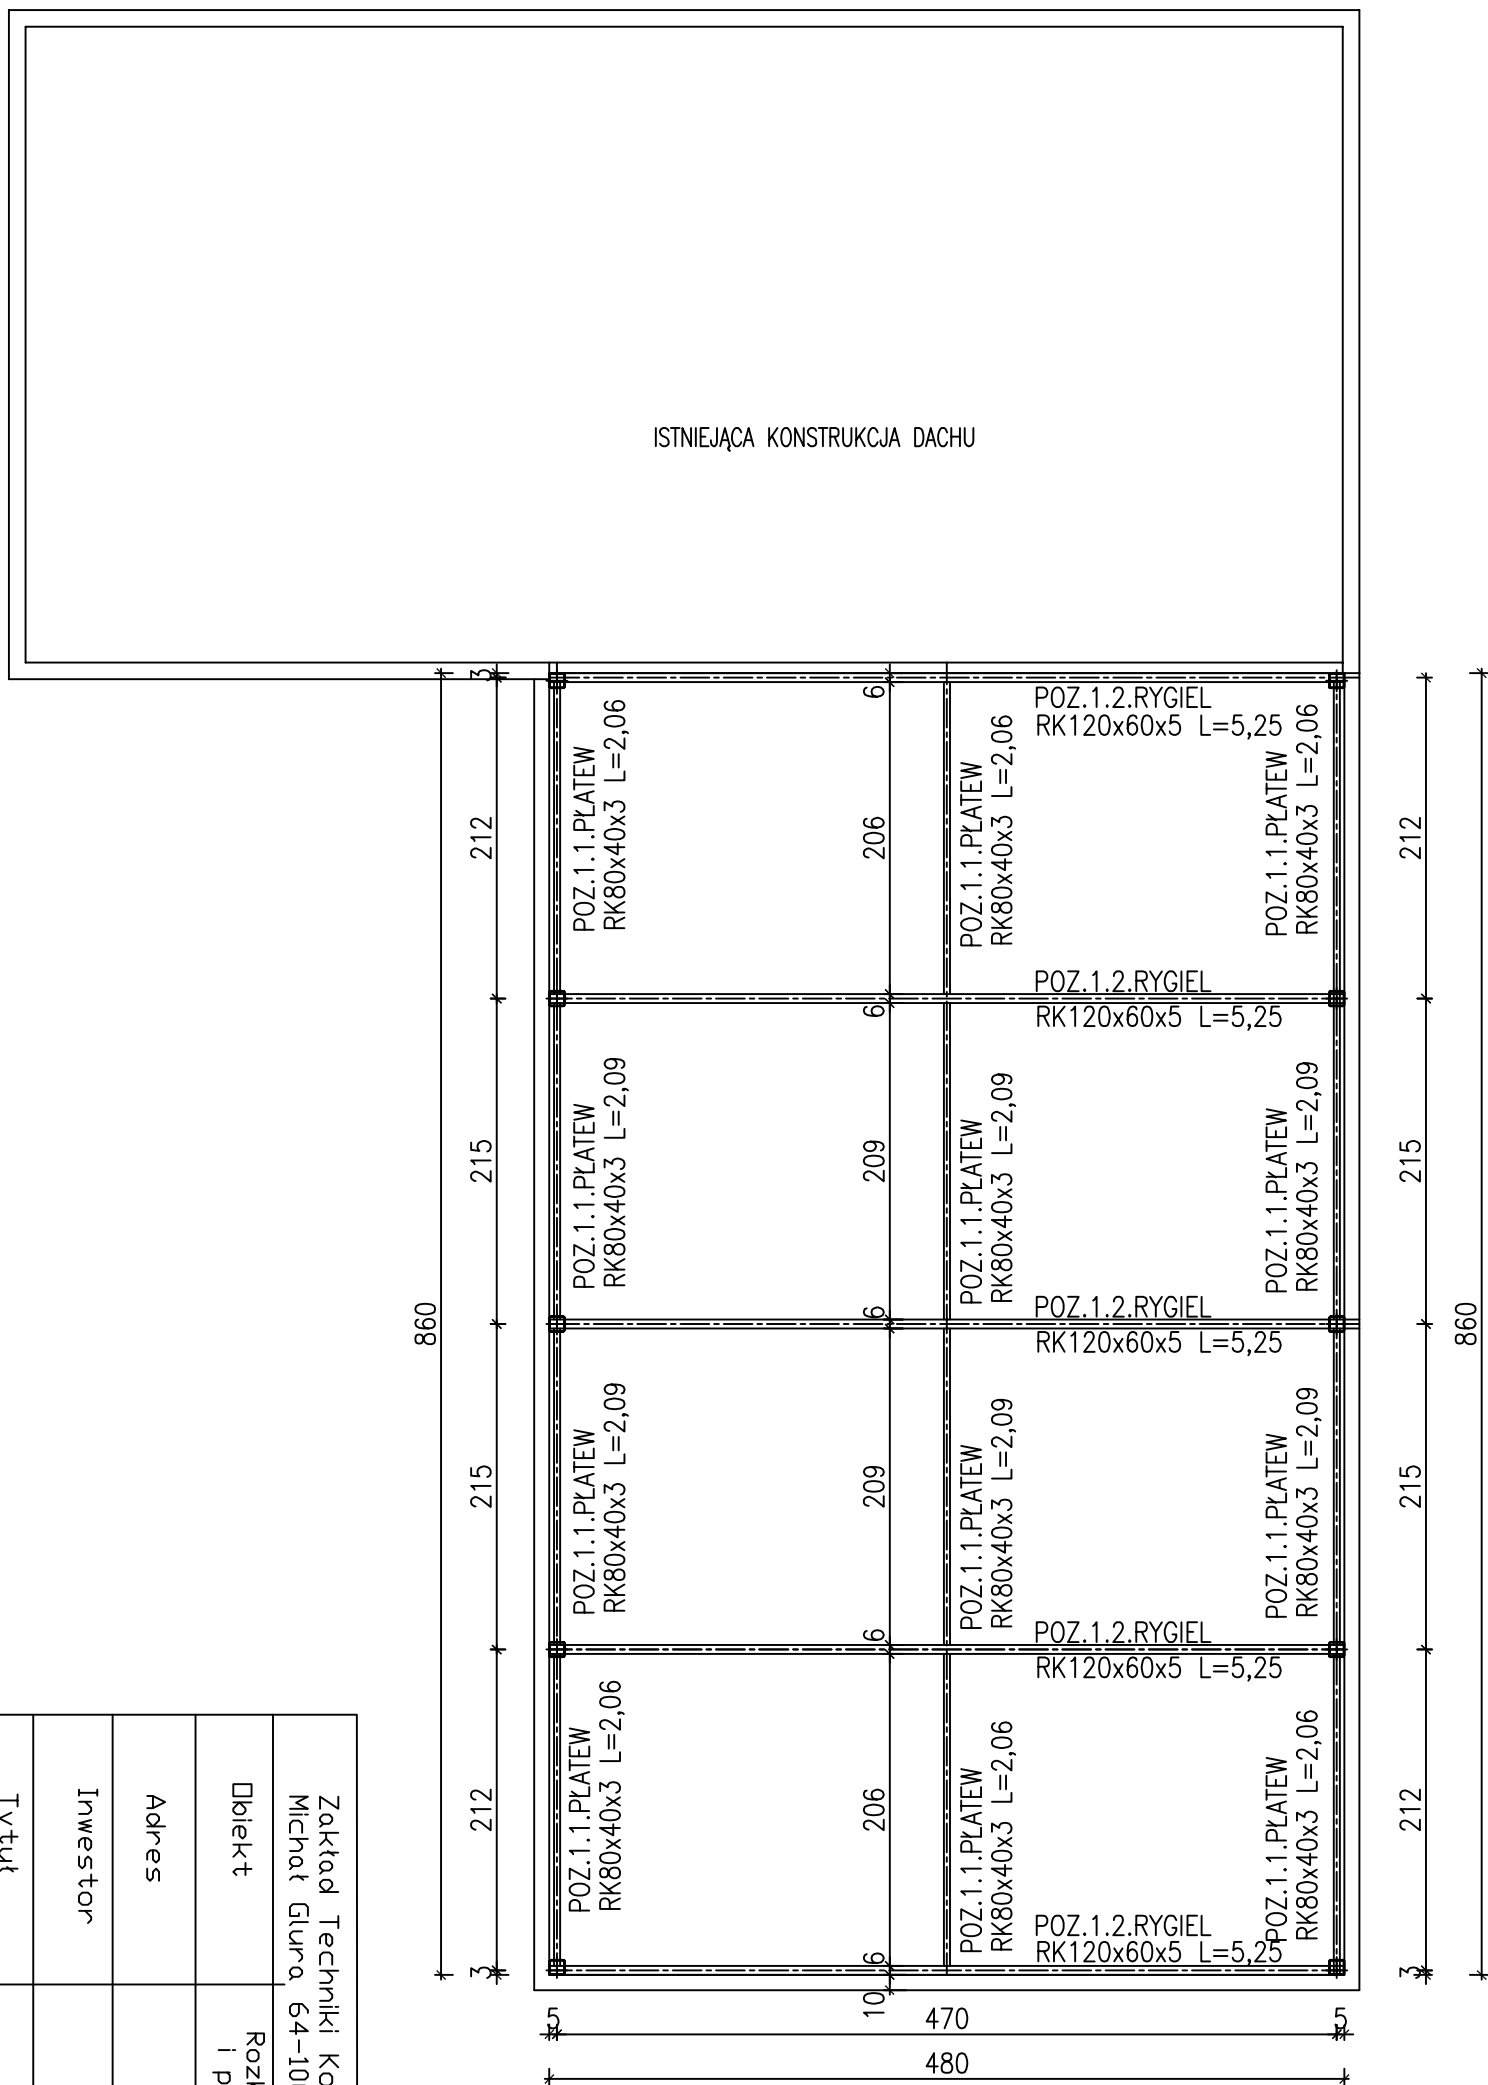 ISTNIEJĄCA KONSTRUKCJA DACHU
3
6
POZ.1.2.RYGIEL
RK120x60x5 L=5,25
POZ.1.1.PŁATEW
RK80x40x3 L=2,06
POZ.1.1.PŁATEW
RK80x40x3 L=2,06
POZ.1.1.PŁATEW
RK80x40x3 L=2,06
212
206
212
POZ.1.2.RYGIEL
RK120x60x5 L=5,25
6
POZ.1.1.PŁATEW
RK80x40x3 L=2,09
POZ.1.1.PŁATEW
RK80x40x3 L=2,09
POZ.1.1.PŁATEW
RK80x40x3 L=2,09
215
209
215
860
860
POZ.1.2.RYGIEL
RK120x60x5 L=5,25
6
POZ.1.1.PŁATEW
RK80x40x3 L=2,09
POZ.1.1.PŁATEW
RK80x40x3 L=2,09
POZ.1.1.PŁATEW
RK80x40x3 L=2,09
215
209
215
POZ.1.2.RYGIEL
RK120x60x5 L=5,25
6
POZ.1.1.PŁATEW
RK80x40x3 L=2,06
POZ.1.1.PŁATEW
RK80x40x3 L=2,06
POZ.1.1.PŁATEW
RK80x40x3 L=2,06
212
206
212
POZ.1.2.RYGIEL
RK120x60x5 L=5,25
3
6
3
10
5
470
5
480
Zakład Techniki
Michał Glura 64-10
Obiekt
i
Adres
Inwestor
Tytuł